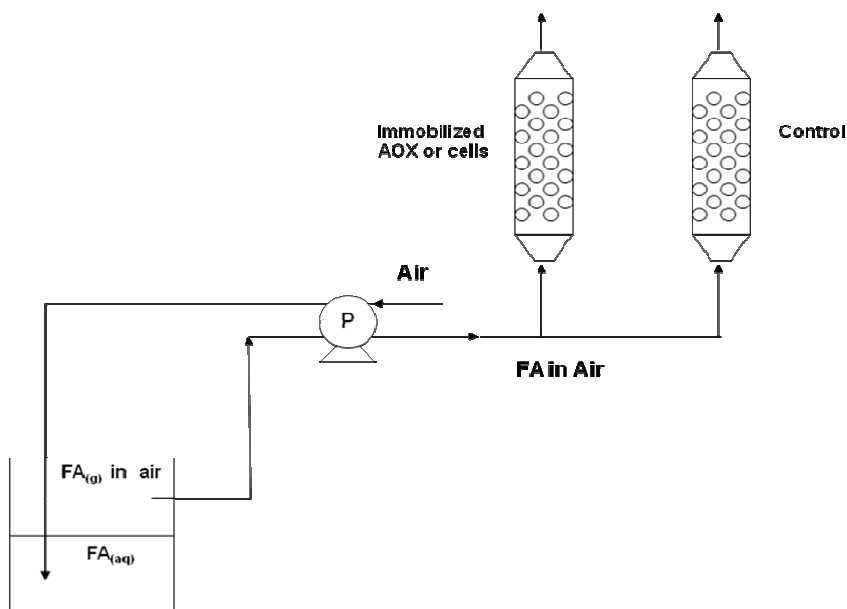 Immobilized
AOX or cells
Control
Air
P
FA in Air
FA(g) in air
FA(aq)